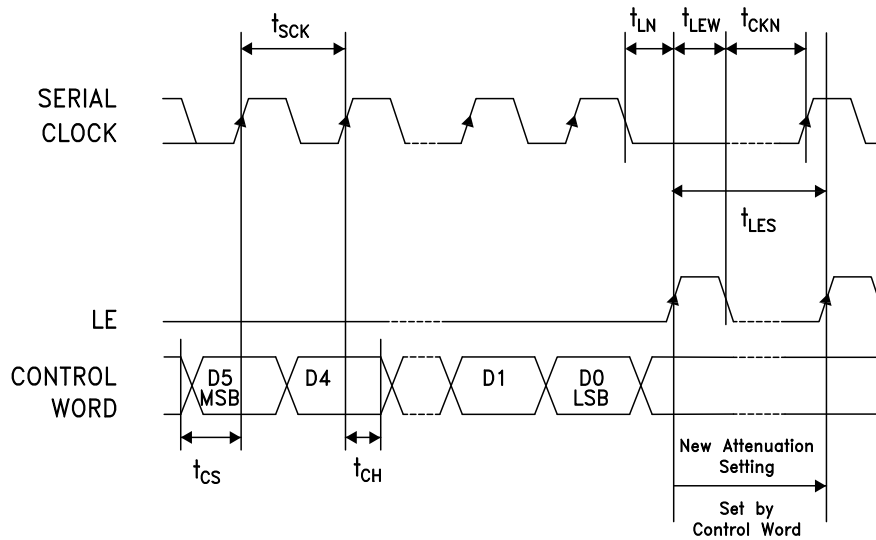 tSCK
tLN
tLEW
tCKN
SERIAL
CLOCK
tLES
LE
CONTROL
WORD
D5
MSB
D4
D1
D0
LSB
tCS
tCH
New Attenuation
Setting
Set by
Control Word